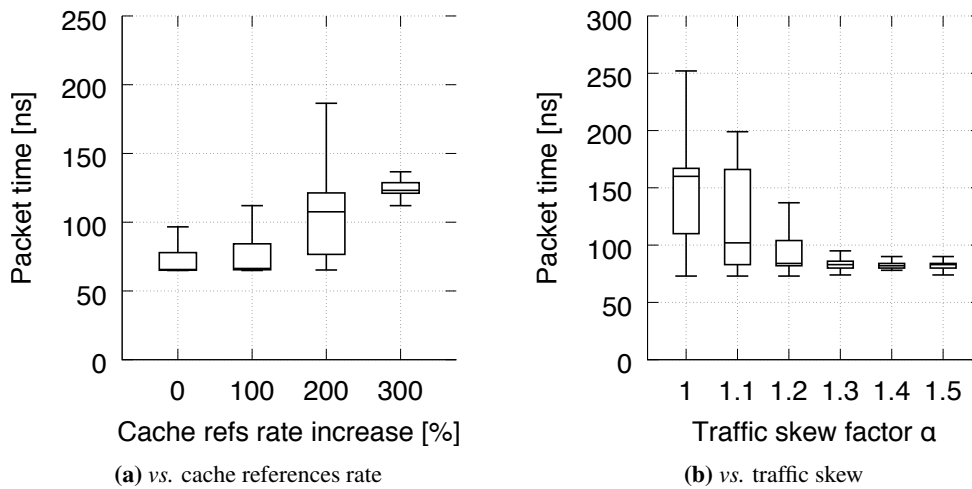 250
200
150
100
50
0
Packet time [ns]
0 100 200 300
Cache refs rate increase [%]
(a) vs. cache references rate
300
250
200
150
100
50
0
Packet time [ns]
1 1.1 1.2 1.3 1.4 1.5
Traffic skew factor α
(b) vs. traffic skew